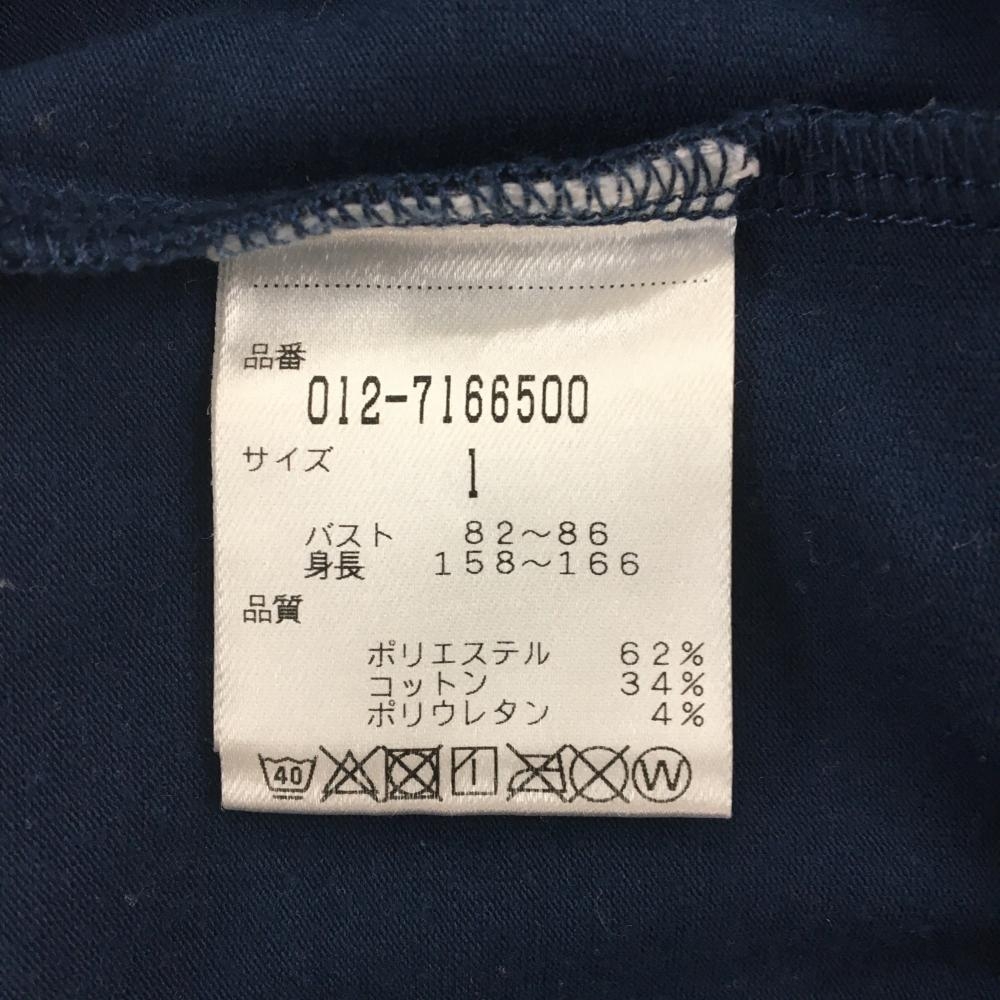 品番
012-7166500
サイズ 1
バスト 82～86
身長 158～166
品質
ポリエステル 62%
コットン 34%
ポリウレタン 4%
40 W